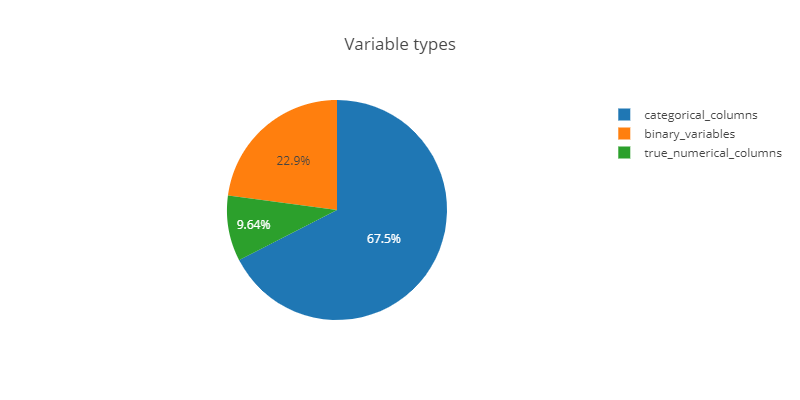 Variable types
categorical_columns
binary_variables
true_numerical_columns
22.9%
9.64%
67.5%